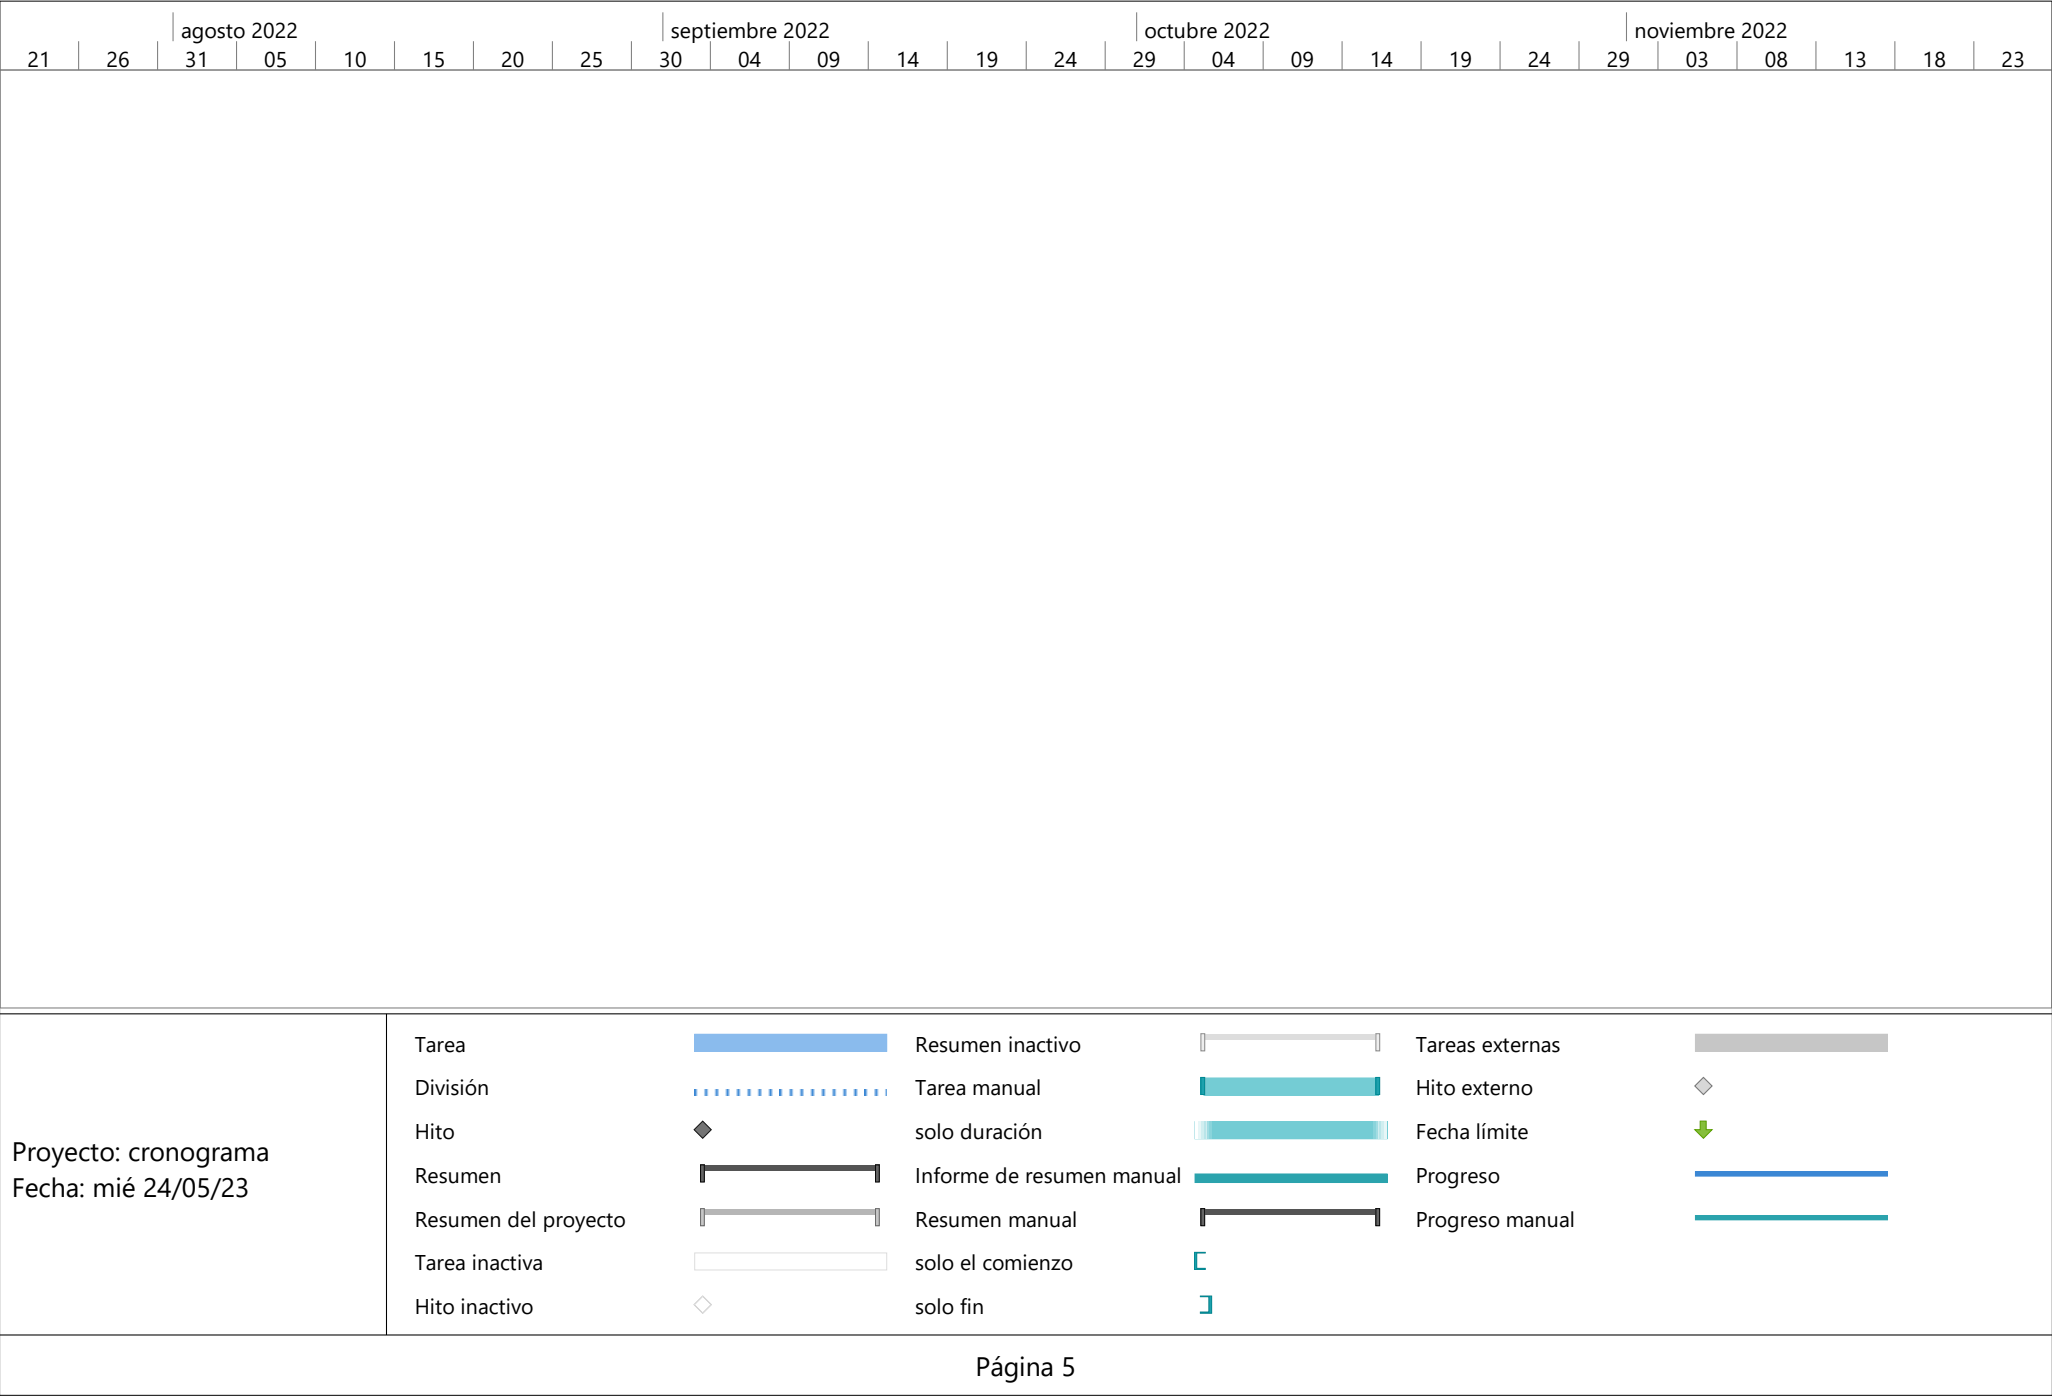 agosto 2022 septiembre 2022 octubre 2022 noviembre 2022
21 26 31 05 10 15 20 25 30 04 09 14 19 24 29 04 09 14 19 24 29 03 08 13 18 23
Proyecto: cronograma
Fecha: mié 24/05/23
Tarea
División
Hito
Resumen
Resumen del proyecto
Tarea inactiva
Hito inactivo
Resumen inactivo
Tarea manual
solo duración
Informe de resumen manual
Resumen manual
solo el comienzo
solo fin
Tareas externas
Hito externo
Fecha límite
Progreso
Progreso manual
Página 5